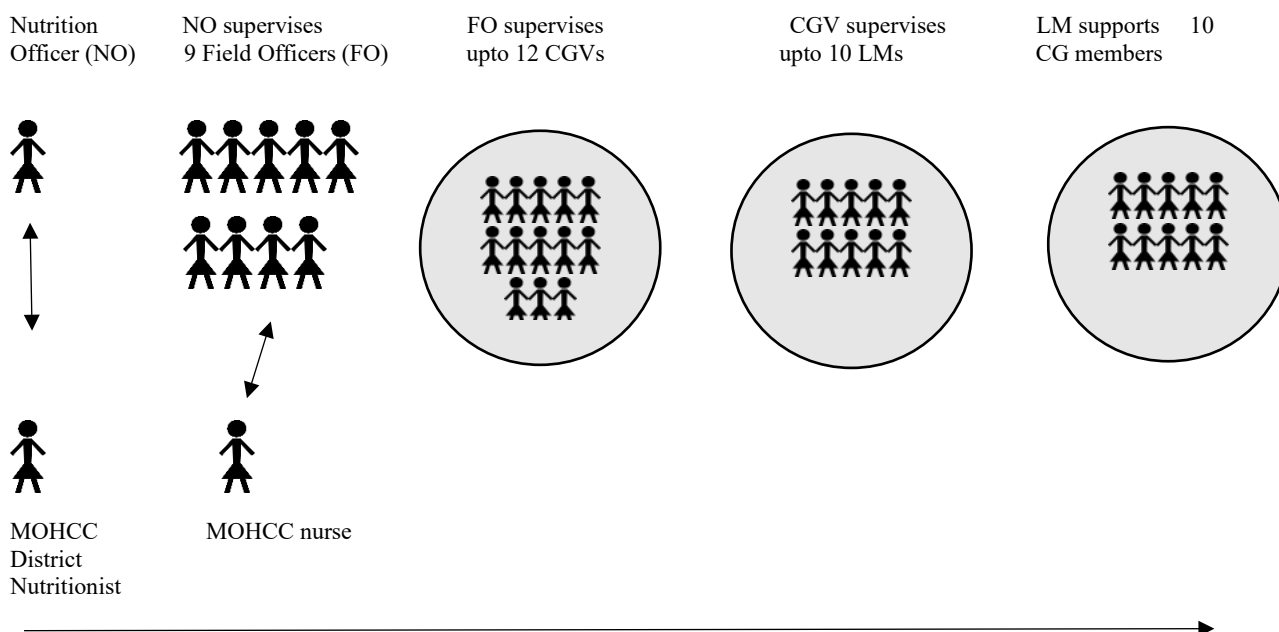 Nutrition
Officer (NO)
NO supervises
9 Field Officers (FO)
FO supervises
upto 12 CGVs
CGV supervises
upto 10 LMs
LM supports 10
CG members
MOHCC
District
Nutritionist
MOHCC nurse